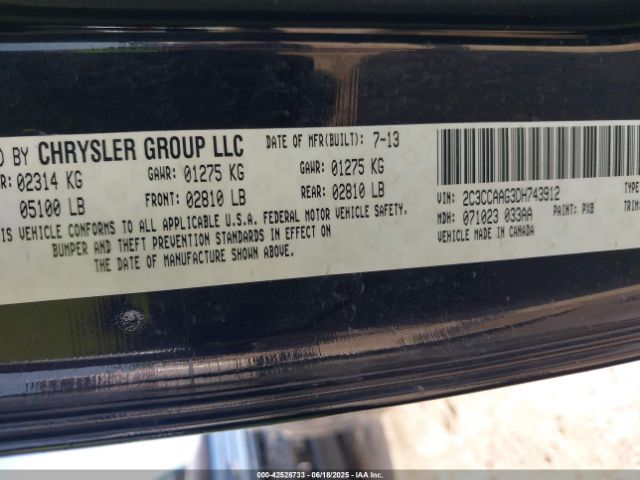 D BY CHRYSLER GROUP LLC DATE OF MFR(BUILT): 7-13
R: 02314 KG GAWR: 01275 KG GAWR: 01275 KG
05100 LB FRONT: 02810 LB REAR: 02810 LB
IS VEHICLE CONFORMS TO ALL APPLICABLE U.S.A. FEDERAL MOTOR VEHICLE SAFETY,
BUMPER AND THEFT PREVENTION STANDARDS IN EFFECT ON
THE DATE OF MANUFACTURE SHOWN ABOVE.
VIN: 2C3CCAAG3DH743912 TYPE
MDH: 071023 033AA PAINT: PX8 TRIM
VEHICLE MADE IN CANADA
000-42528733 - 06/18/2025 - IAA Inc.